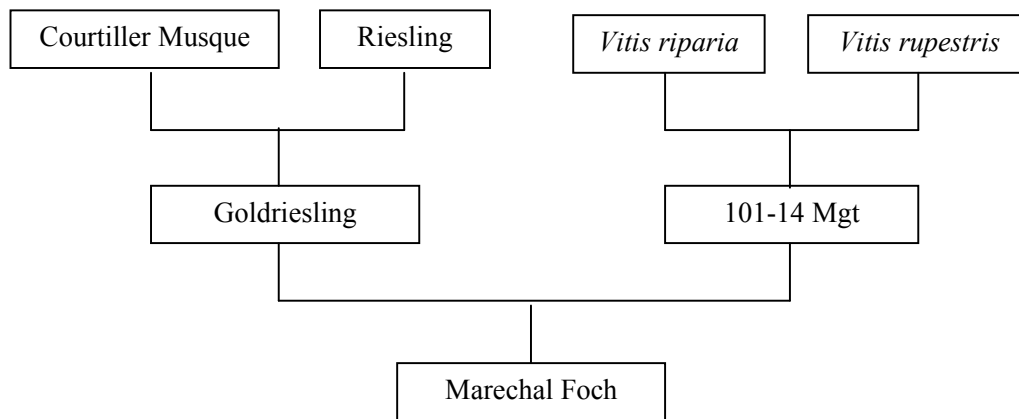 Courtiller Musque
Riesling
Vitis riparia
Vitis rupestris
Goldriesling
101-14 Mgt
Marechal Foch